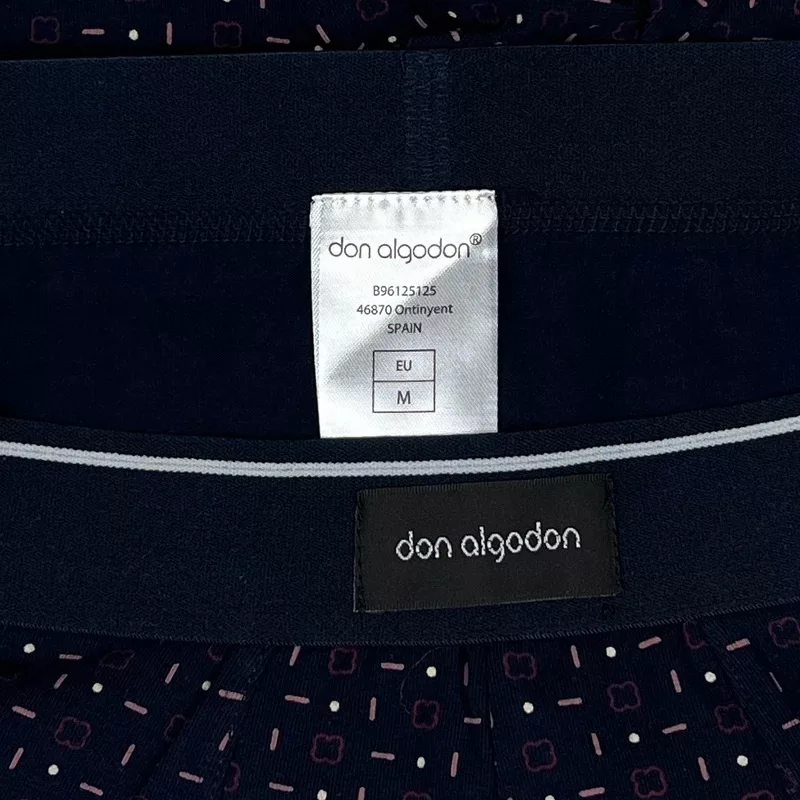 don algodon®
B96125125
46870 Ontinyent
SPAIN
EU
M
don algodon